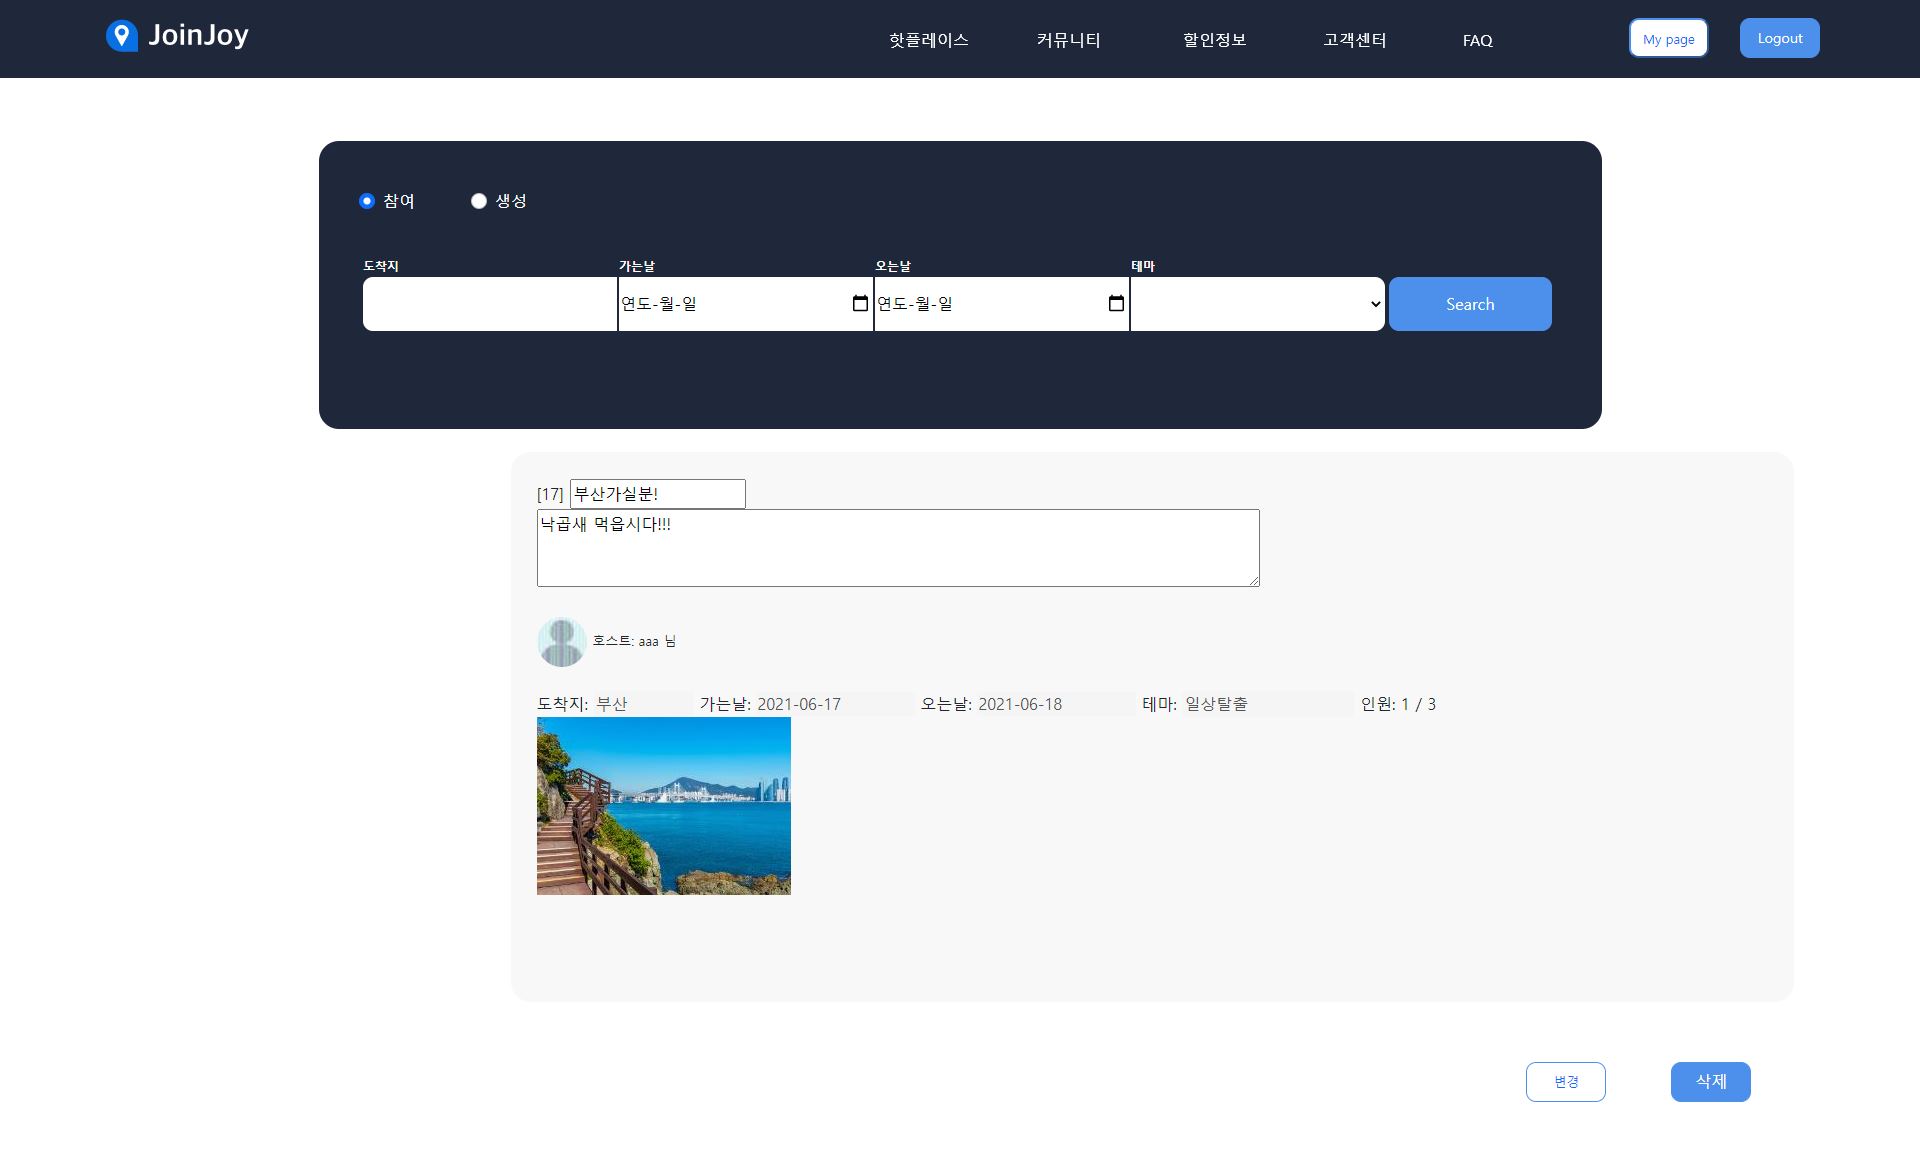 JoinJoy 핫플레이스 커뮤니티 할인정보 고객센터 FAQ My page Logout
참여 생성
도착지 가는날 오는날 테마
연도-월-일 연도-월-일 Search
[17] 부산가실분!
낙곱새 먹읍시다!!!
호스트: aaa 님
도착지: 부산 가는날: 2021-06-17 오는날: 2021-06-18 테마: 일상탈출 인원: 1 / 3
변경 삭제